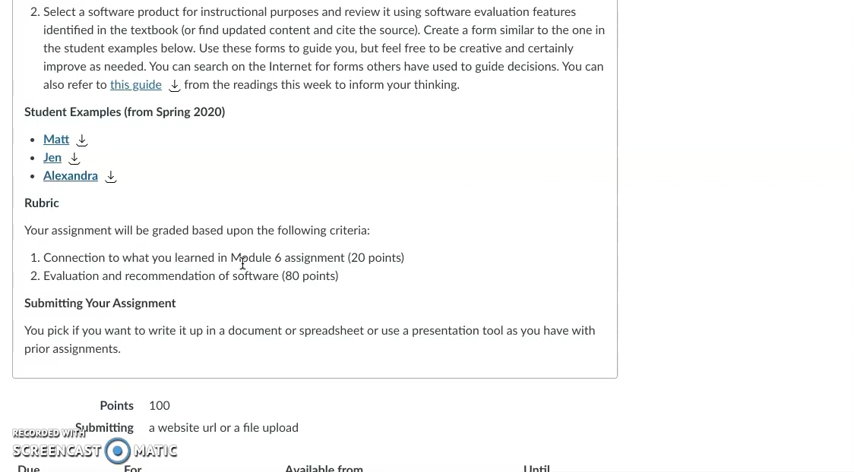 2. Select a software product for instructional purposes and review it using software evaluation features
identified in the textbook (or find updated content and cite the source). Create a form similar to the one in
the student examples below. Use these forms to guide you, but feel free to be creative and certainly
improve as needed. You can search on the Internet for forms others have used to guide decisions. You can
also refer to this guide from the readings this week to inform your thinking.
Student Examples (from Spring 2020)
• Matt
• Jen
• Alexandra
Rubric
Your assignment will be graded based upon the following criteria:
1. Connection to what you learned in Module 6 assignment (20 points)
2. Evaluation and recommendation of software (80 points)
Submitting Your Assignment
You pick if you want to write it up in a document or spreadsheet or use a presentation tool as you have with
prior assignments.
Points 100
Submitting a website url or a file upload
RECORDED WITH
SCREENCAST MATIC
Due For Available from Until